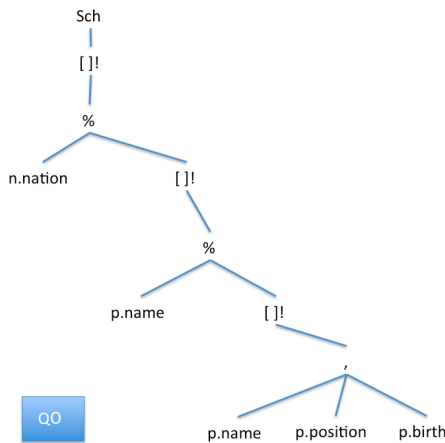 Sch
[ ]!
%
n.nation [ ]!
%
p.name [ ]!
,
p.name p.position p.birth
QO